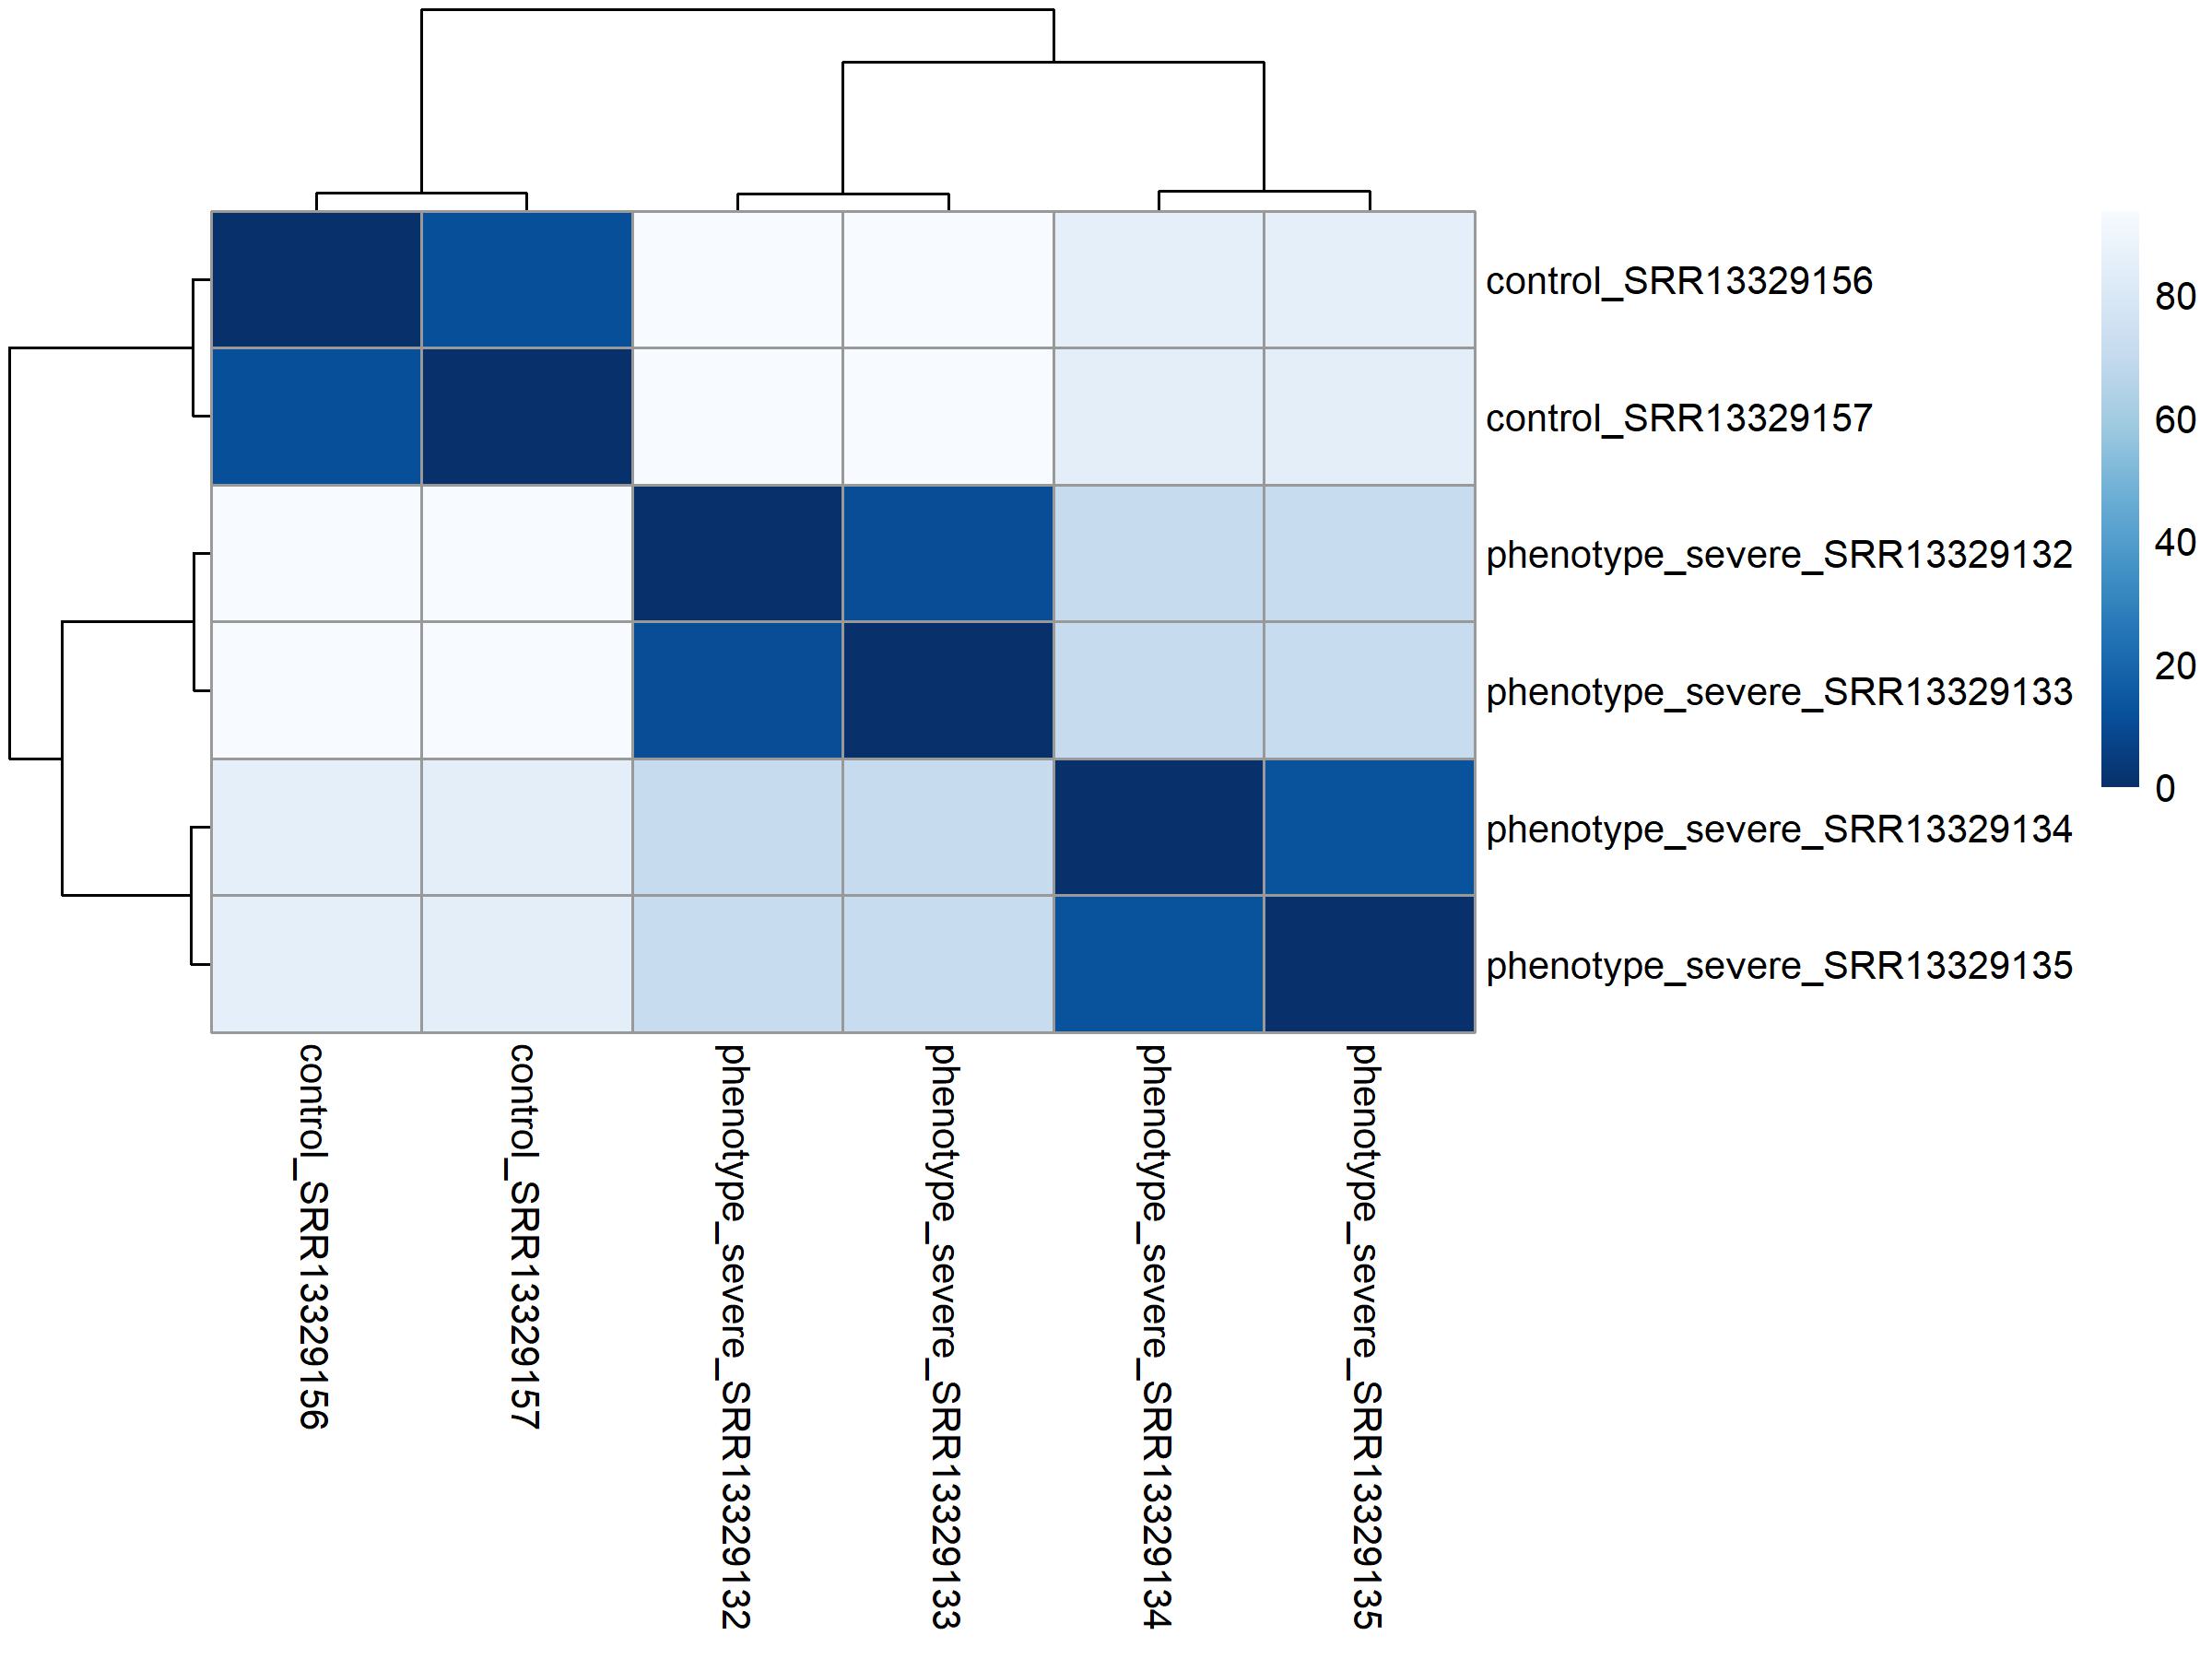 control_SRR13329156
control_SRR13329157
phenotype_severe_SRR13329132
phenotype_severe_SRR13329133
phenotype_severe_SRR13329134
phenotype_severe_SRR13329135
80
60
40
20
0
control_SRR13329156
control_SRR13329157
phenotype_severe_SRR13329132
phenotype_severe_SRR13329133
phenotype_severe_SRR13329134
phenotype_severe_SRR13329135